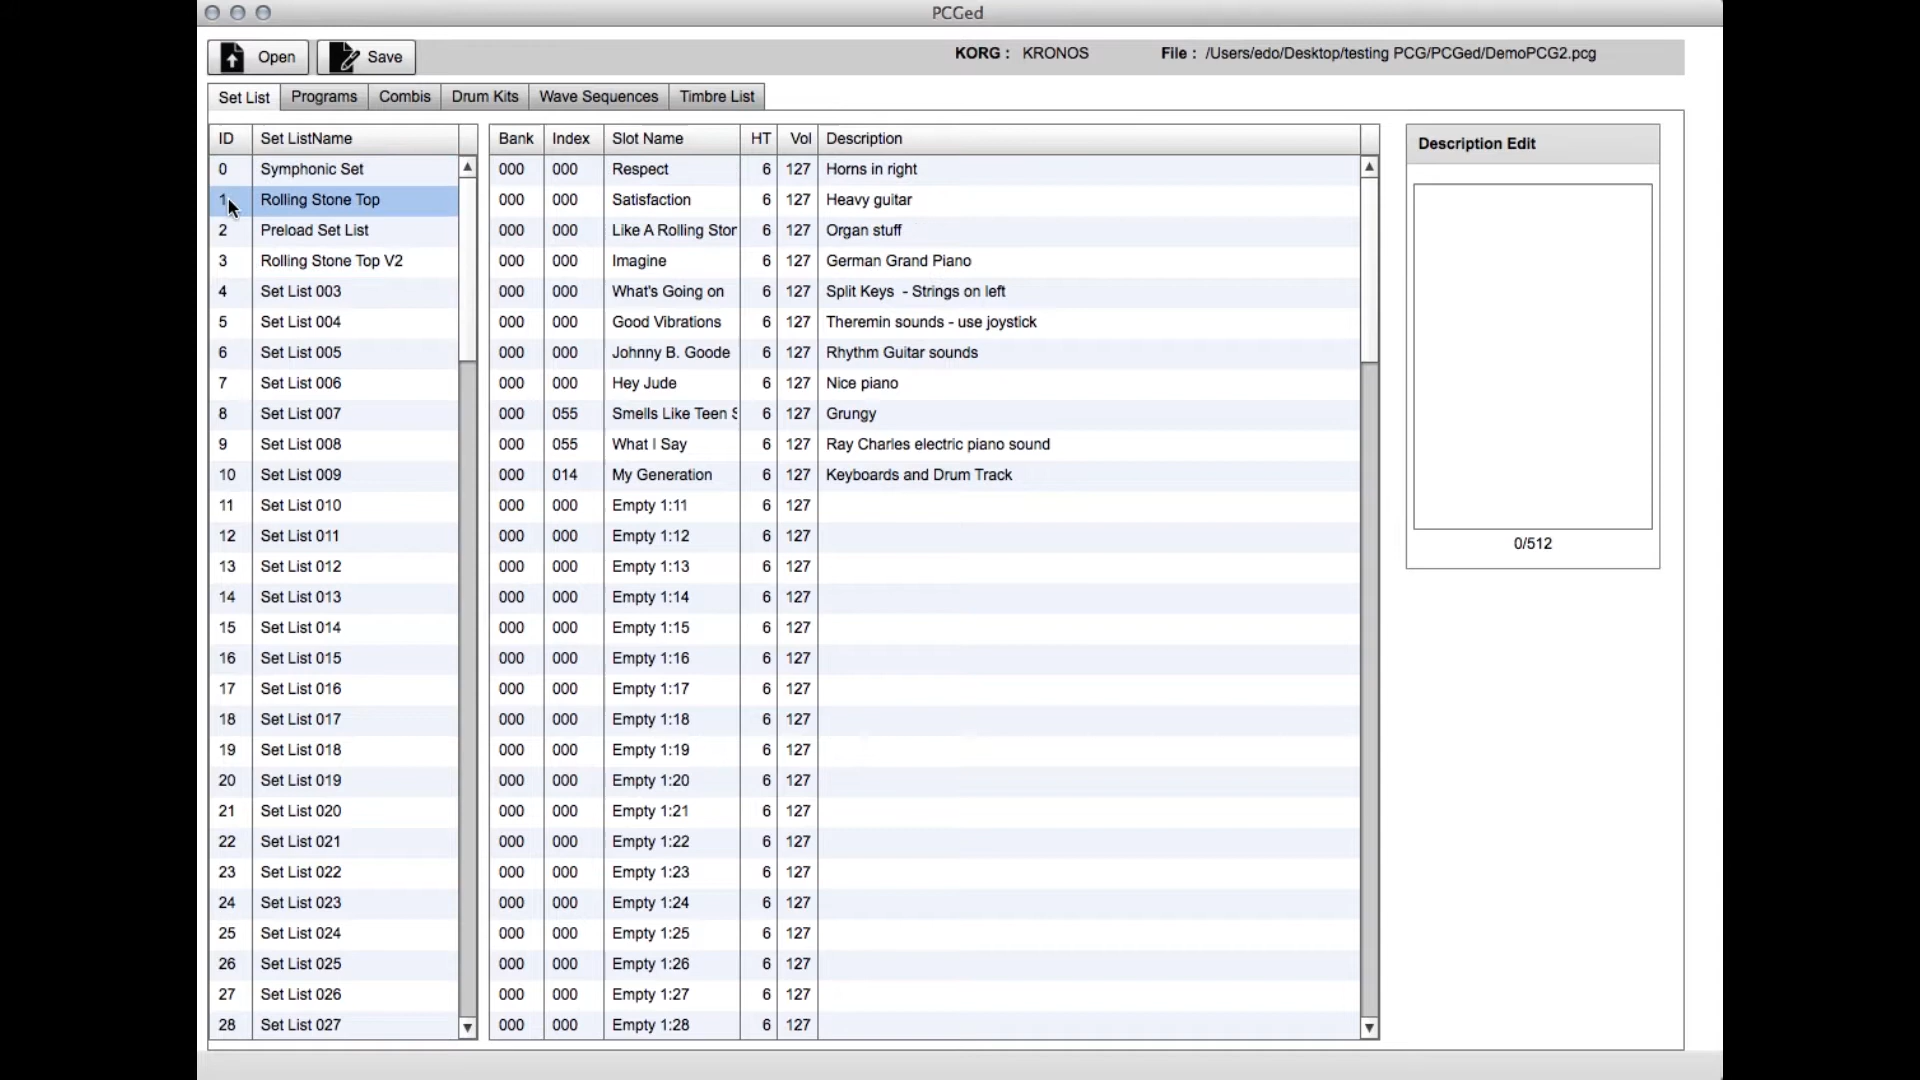 PCGed
Open Save KORG : KRONOS File : /Users/edo/Desktop/testing PCG/PCGed/DemoPCG2.pcg
Set List Programs Combis Drum Kits Wave Sequences Timbre List
ID Set ListName Bank Index Slot Name HT Vol Description Description Edit
0 Symphonic Set 000 000 Respect 6 127 Horns in right
1 Rolling Stone Top 000 000 Satisfaction 6 127 Heavy guitar
2 Preload Set List 000 000 Like A Rolling Stor 6 127 Organ stuff
3 Rolling Stone Top V2 000 000 Imagine 6 127 German Grand Piano
4 Set List 003 000 000 What's Going on 6 127 Split Keys - Strings on left
5 Set List 004 000 000 Good Vibrations 6 127 Theremin sounds - use joystick
6 Set List 005 000 000 Johnny B. Goode 6 127 Rhythm Guitar sounds
7 Set List 006 000 000 Hey Jude 6 127 Nice piano
8 Set List 007 000 055 Smells Like Teen S 6 127 Grungy
9 Set List 008 000 055 What I Say 6 127 Ray Charles electric piano sound
10 Set List 009 000 014 My Generation 6 127 Keyboards and Drum Track
11 Set List 010 000 000 Empty 1:11 6 127
12 Set List 011 000 000 Empty 1:12 6 127
0/512
13 Set List 012 000 000 Empty 1:13 6 127
14 Set List 013 000 000 Empty 1:14 6 127
15 Set List 014 000 000 Empty 1:15 6 127
16 Set List 015 000 000 Empty 1:16 6 127
17 Set List 016 000 000 Empty 1:17 6 127
18 Set List 017 000 000 Empty 1:18 6 127
19 Set List 018 000 000 Empty 1:19 6 127
20 Set List 019 000 000 Empty 1:20 6 127
21 Set List 020 000 000 Empty 1:21 6 127
22 Set List 021 000 000 Empty 1:22 6 127
23 Set List 022 000 000 Empty 1:23 6 127
24 Set List 023 000 000 Empty 1:24 6 127
25 Set List 024 000 000 Empty 1:25 6 127
26 Set List 025 000 000 Empty 1:26 6 127
27 Set List 026 000 000 Empty 1:27 6 127
28 Set List 027 000 000 Empty 1:28 6 127